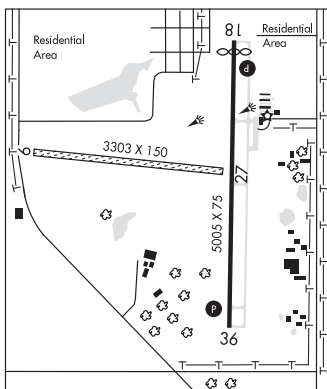 Residential
Area
18
Residential
Area
P
3303 X 150
27
5005 X 75
P
36